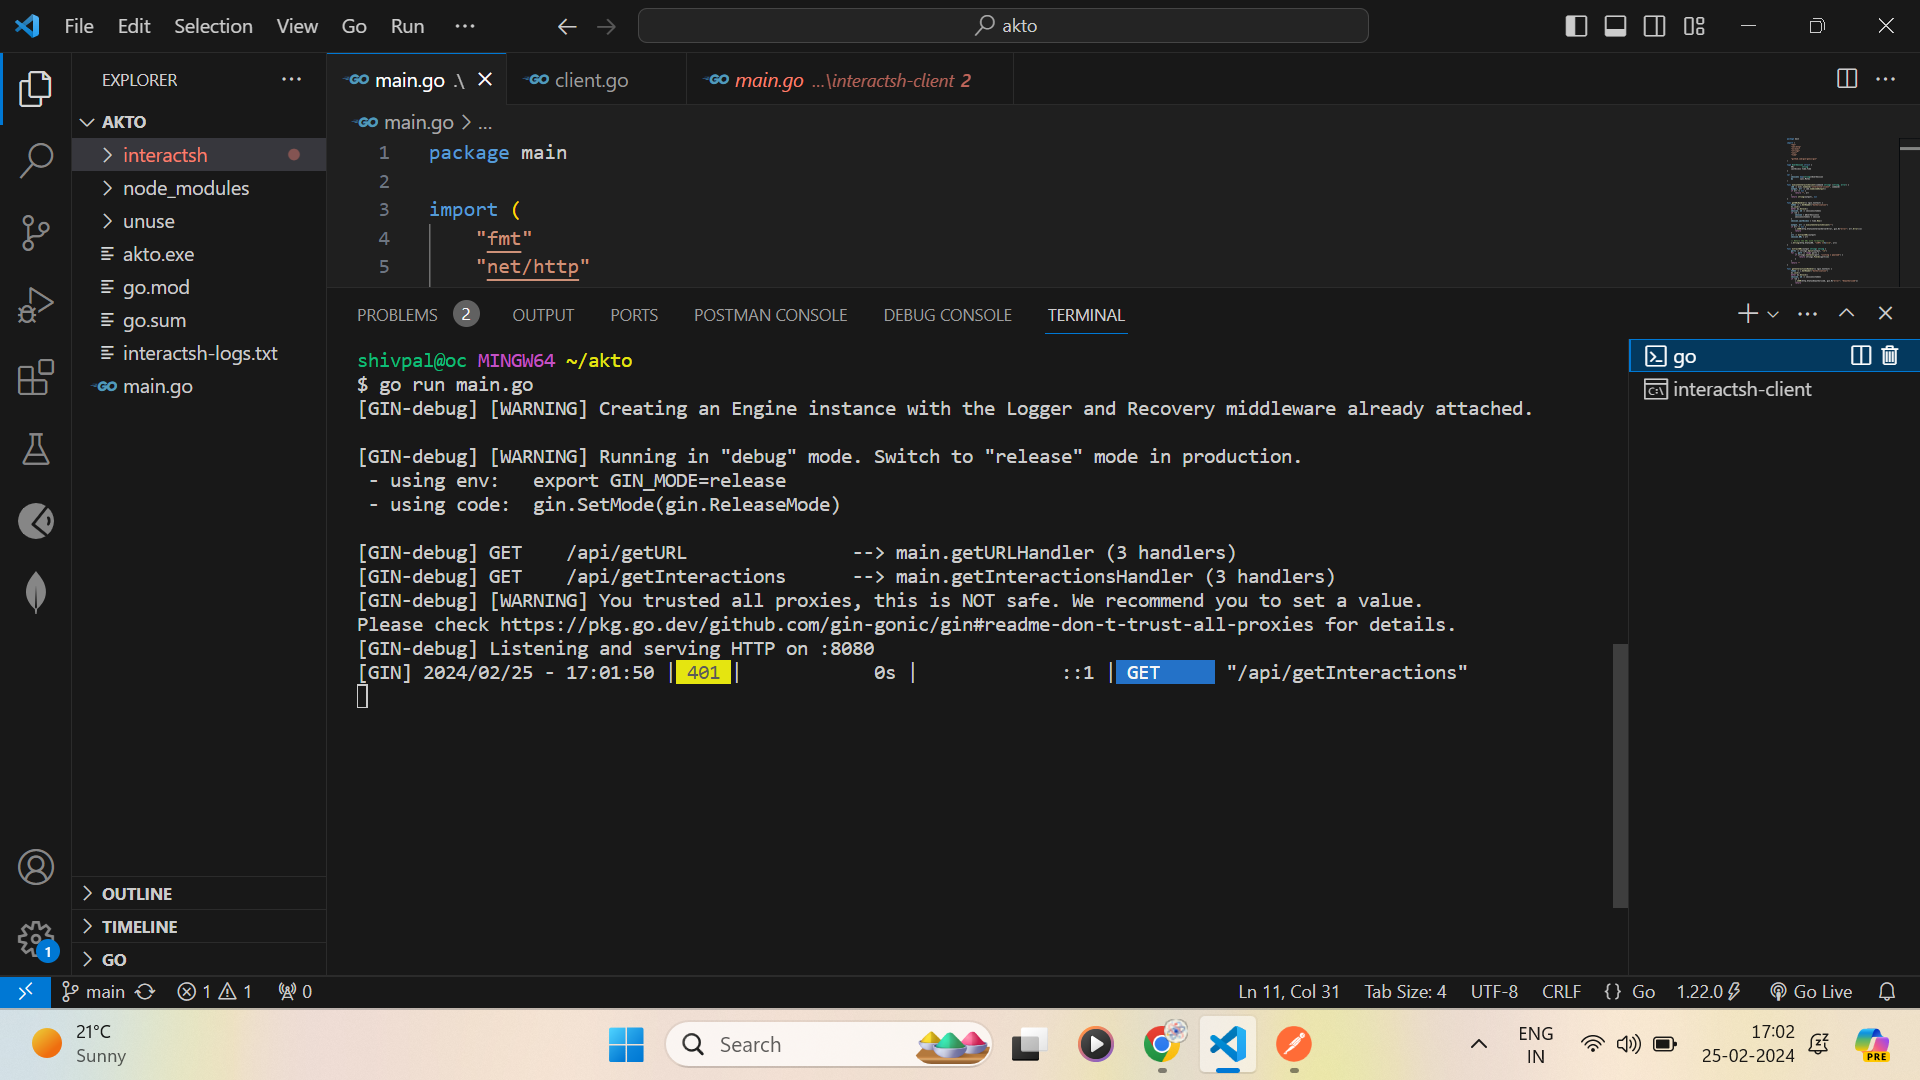 File Edit Selection View Go Run ···
akto
EXPLORER
AKTO
interactsh
node_modules
unuse
akto.exe
go.mod
go.sum
interactsh-logs.txt
main.go
OUTLINE
TIMELINE
GO
main.go .\
client.go
main.go ...\interactsh-client 2
main.go > ...
1 package main
2
3 import (
4 "fmt"
5 "net/http"
PROBLEMS 2 OUTPUT PORTS POSTMAN CONSOLE DEBUG CONSOLE TERMINAL
shivpal@oc MINGW64 ~/akto
$ go run main.go
[GIN-debug] [WARNING] Creating an Engine instance with the Logger and Recovery middleware already attached.
[GIN-debug] [WARNING] Running in "debug" mode. Switch to "release" mode in production.
- using env: export GIN_MODE=release
- using code: gin.SetMode(gin.ReleaseMode)
[GIN-debug] GET /api/getURL --> main.getURLHandler (3 handlers)
[GIN-debug] GET /api/getInteractions --> main.getInteractionsHandler (3 handlers)
[GIN-debug] [WARNING] You trusted all proxies, this is NOT safe. We recommend you to set a value.
Please check https://pkg.go.dev/github.com/gin-gonic/gin#readme-don-t-trust-all-proxies for details.
[GIN-debug] Listening and serving HTTP on :8080
[GIN] 2024/02/25 - 17:01:50 | 401 | 0s | ::1 | GET "/api/getInteractions"
go
interactsh-client
1
main 1 1 0
Ln 11, Col 31 Tab Size: 4 UTF-8 CRLF {} Go 1.22.0 Go Live
21°C
Sunny
Search
ENG
IN
17:02
25-02-2024
PRE